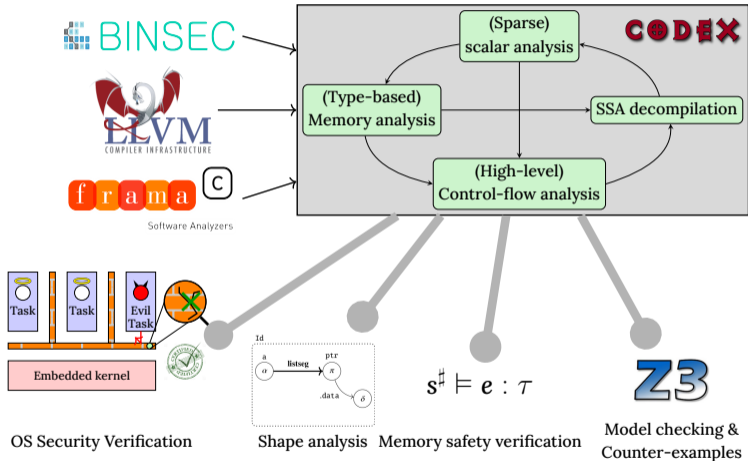 BINSEC
LLVM
COMPILER INFRASTRUCTURE
frama
C
Software Analyzers
CODEX
(Sparse)
scalar analysis
(Type-based)
Memory analysis
SSA decompilation
(High-level)
Control-flow analysis
Task
Task
Evil
Task
Embedded kernel
OS Security Verification
Id
a
α
listseg
ptr
π
.data
δ
Shape analysis
s♯ ⊨ e : τ
Memory safety verification
Z3
Model checking &
Counter-examples